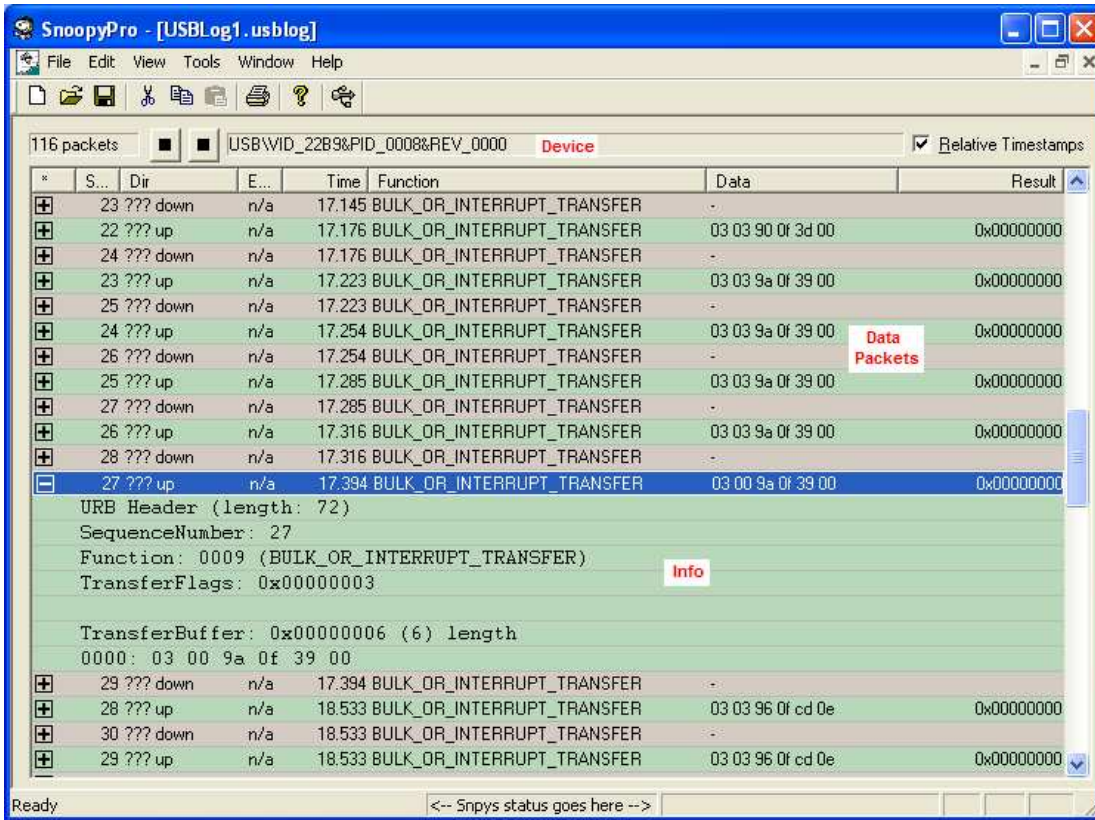 SnoopyPro - [USBLog1.usblog]
File Edit View Tools Window Help
116 packets USB\VID_22B9&PID_0008&REV_0000 Device Relative Timestamps
* S... Dir E... Time Function Data Result
23 ??? down n/a 17.145 BULK_OR_INTERRUPT_TRANSFER -
22 ??? up n/a 17.176 BULK_OR_INTERRUPT_TRANSFER 03 03 90 0f 3d 00 0x00000000
24 ??? down n/a 17.176 BULK_OR_INTERRUPT_TRANSFER -
23 ??? up n/a 17.223 BULK_OR_INTERRUPT_TRANSFER 03 03 9a 0f 39 00 0x00000000
25 ??? down n/a 17.223 BULK_OR_INTERRUPT_TRANSFER -
24 ??? up n/a 17.254 BULK_OR_INTERRUPT_TRANSFER 03 03 9a 0f 39 00 0x00000000
26 ??? down n/a 17.254 BULK_OR_INTERRUPT_TRANSFER -
Data
Packets
25 ??? up n/a 17.285 BULK_OR_INTERRUPT_TRANSFER 03 03 9a 0f 39 00 0x00000000
27 ??? down n/a 17.285 BULK_OR_INTERRUPT_TRANSFER -
26 ??? up n/a 17.316 BULK_OR_INTERRUPT_TRANSFER 03 03 9a 0f 39 00 0x00000000
28 ??? down n/a 17.316 BULK_OR_INTERRUPT_TRANSFER -
27 ??? up n/a 17.394 BULK_OR_INTERRUPT_TRANSFER 03 00 9a 0f 39 00 0x00000000
URB Header (length: 72)
SequenceNumber: 27
Function: 0009 (BULK_OR_INTERRUPT_TRANSFER)
TransferFlags: 0x00000003
Info
TransferBuffer: 0x00000006 (6) length
0000: 03 00 9a 0f 39 00
29 ??? down n/a 17.394 BULK_OR_INTERRUPT_TRANSFER -
28 ??? up n/a 18.533 BULK_OR_INTERRUPT_TRANSFER 03 03 96 0f cd 0e 0x00000000
30 ??? down n/a 18.533 BULK_OR_INTERRUPT_TRANSFER -
29 ??? up n/a 18.533 BULK_OR_INTERRUPT_TRANSFER 03 03 96 0f cd 0e 0x00000000
Ready <-- Snpys status goes here -->